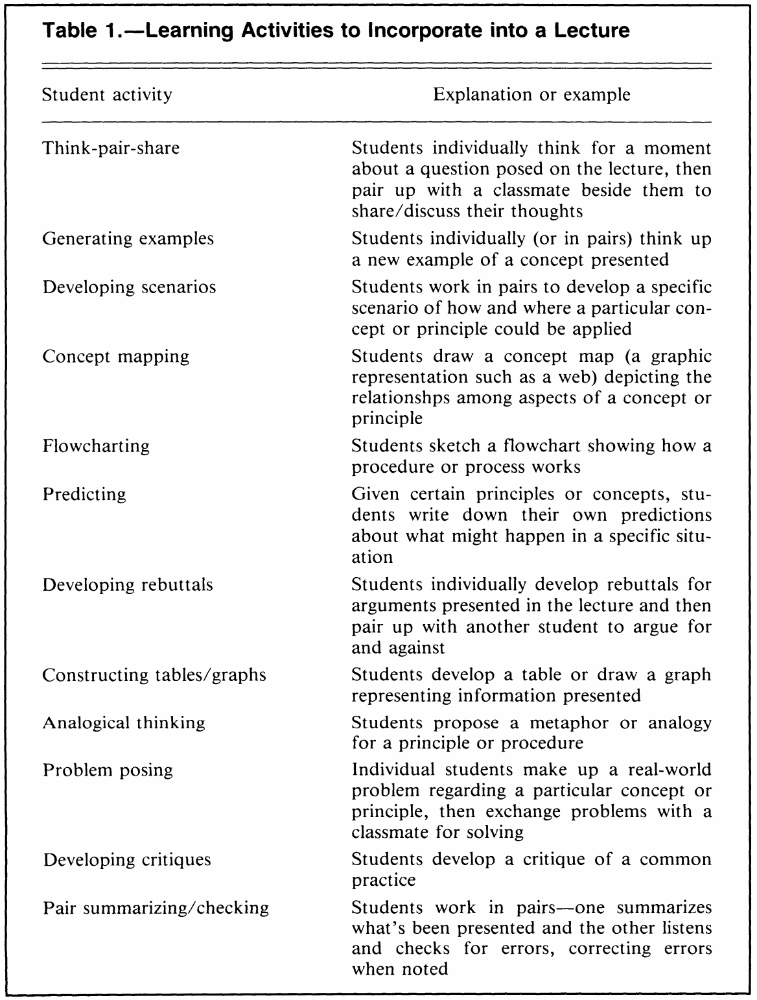 Table 1.—Learning Activities to Incorporate into a Lecture
Student activity Explanation or example
Think-pair-share Students individually think for a moment
about a question posed on the lecture, then
pair up with a classmate beside them to
share/discuss their thoughts
Generating examples Students individually (or in pairs) think up
a new example of a concept presented
Developing scenarios Students work in pairs to develop a specific
scenario of how and where a particular con-
cept or principle could be applied
Concept mapping Students draw a concept map (a graphic
representation such as a web) depicting the
relationshps among aspects of a concept or
principle
Flowcharting Students sketch a flowchart showing how a
procedure or process works
Predicting Given certain principles or concepts, stu-
dents write down their own predictions
about what might happen in a specific situ-
ation
Developing rebuttals Students individually develop rebuttals for
arguments presented in the lecture and then
pair up with another student to argue for
and against
Constructing tables/graphs Students develop a table or draw a graph
representing information presented
Analogical thinking Students propose a metaphor or analogy
for a principle or procedure
Problem posing Individual students make up a real-world
problem regarding a particular concept or
principle, then exchange problems with a
classmate for solving
Developing critiques Students develop a critique of a common
practice
Pair summarizing/checking Students work in pairs—one summarizes
what's been presented and the other listens
and checks for errors, correcting errors
when noted